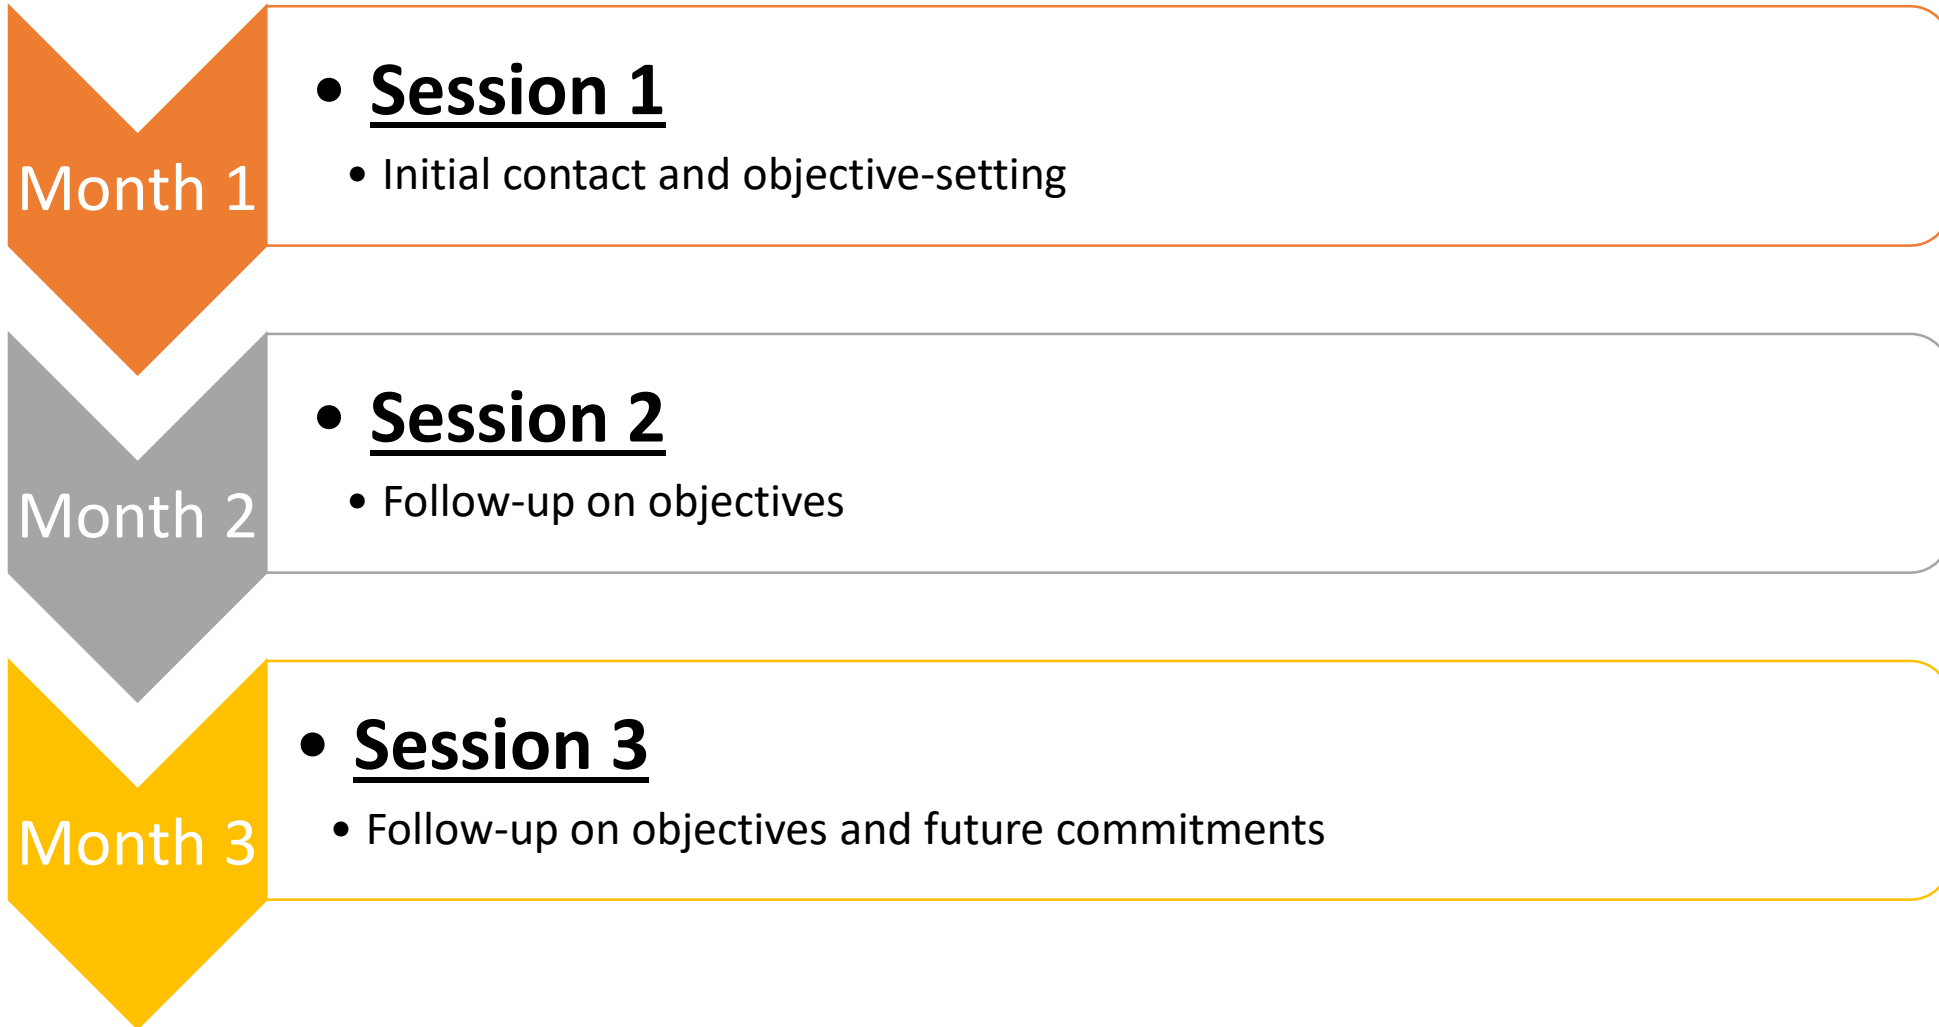 Month 1
• Session 1
• Initial contact and objective-setting
Month 2
• Session 2
• Follow-up on objectives
Month 3
• Session 3
• Follow-up on objectives and future commitments